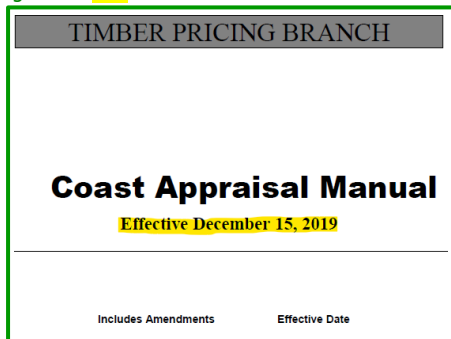 TIMBER PRICING BRANCH
Coast Appraisal Manual
Effective December 15, 2019
Includes Amendments Effective Date